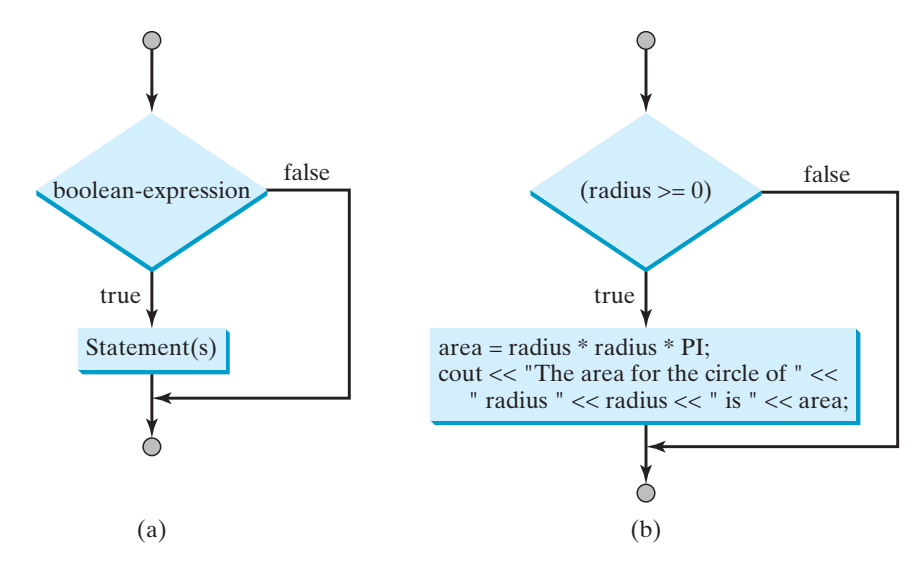 boolean-expression
false
true
Statement(s)
(a)
(radius >= 0)
false
true
area = radius * radius * PI;
cout << "The area for the circle of " <<
" radius " << radius << " is " << area;
(b)